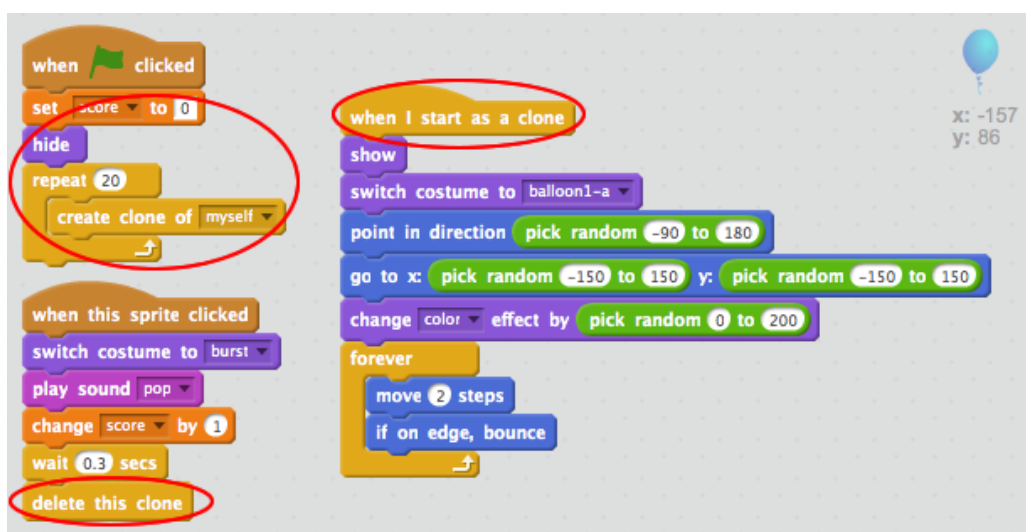 when clicked
set score to 0
hide
repeat 20
create clone of myself
when this sprite clicked
switch costume to burst
play sound pop
change score by 1
wait 0.3 secs
delete this clone
when I start as a clone
show
switch costume to balloon1-a
point in direction pick random -90 to 180
go to x: pick random -150 to 150 y: pick random -150 to 150
change color effect by pick random 0 to 200
forever
move 2 steps
if on edge, bounce
x: -157
y: 86